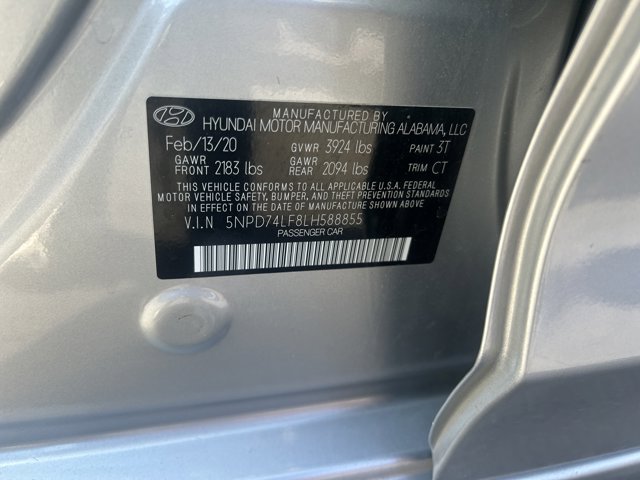 MANUFACTURED BY
HYUNDAI MOTOR MANUFACTURING ALABAMA, LLC
Feb/13/20 GVWR 3924 lbs PAINT 3T
GAWR FRONT 2183 lbs GAWR REAR 2094 lbs TRIM CT
THIS VEHICLE CONFORMS TO ALL APPLICABLE U.S.A. FEDERAL
MOTOR VEHICLE SAFETY, BUMPER, AND THEFT PREVENTION STANDARDS
IN EFFECT ON THE DATE OF MANUFACTURE SHOWN ABOVE
V.I.N 5NPD74LF8LH588855
PASSENGER CAR